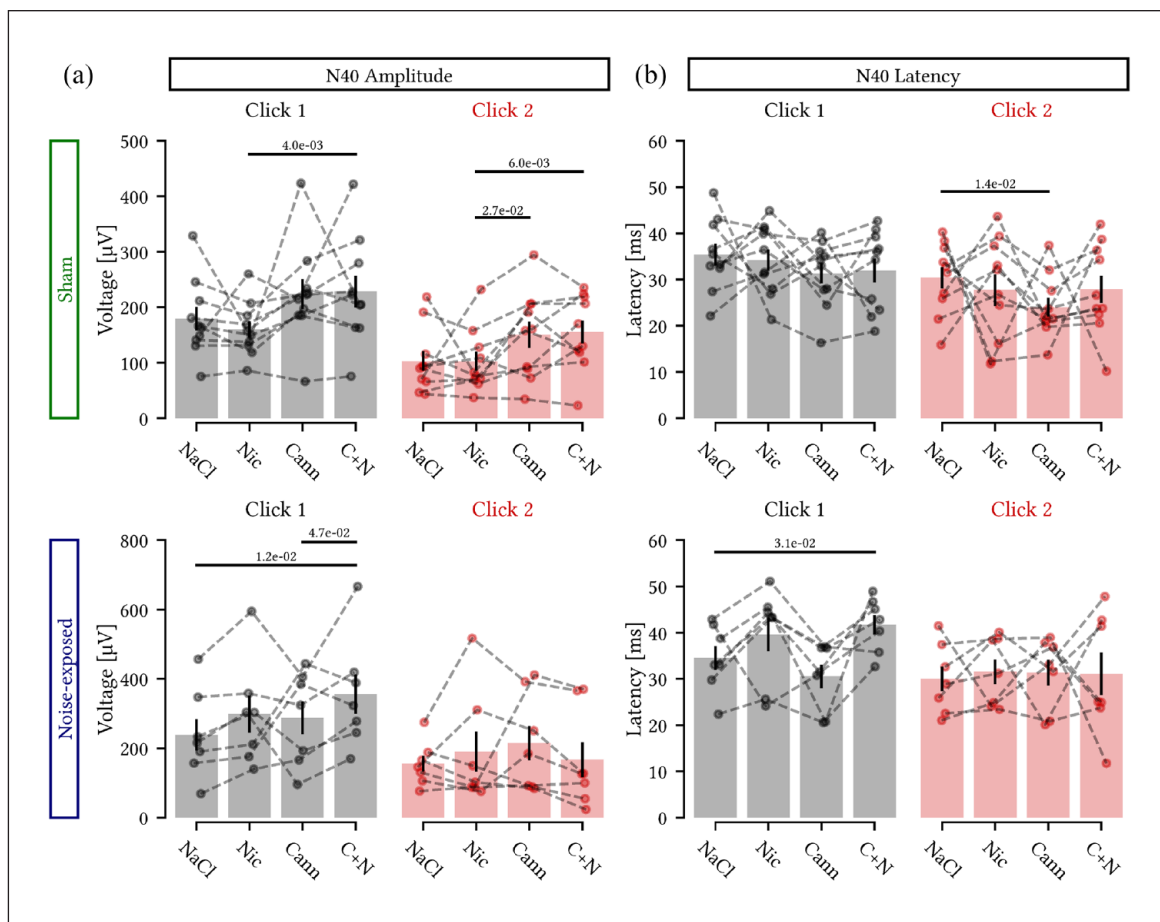 (a)
N40 Amplitude
(b)
N40 Latency
Click 1
Click 2
Click 1
Click 2
Sham
Voltage [µV]
500
400
300
200
100
0
4.0e-03
6.0e-03
2.7e-02
NaCl
Nic
Cann
C+N
NaCl
Nic
Cann
C+N
Latency [ms]
60
50
40
30
20
10
0
1.4e-02
NaCl
Nic
Cann
C+N
NaCl
Nic
Cann
C+N
Click 1
Click 2
Click 1
Click 2
Noise-exposed
Voltage [µV]
800
600
400
200
0
4.7e-02
1.2e-02
NaCl
Nic
Cann
C+N
NaCl
Nic
Cann
C+N
Latency [ms]
60
50
40
30
20
10
0
3.1e-02
NaCl
Nic
Cann
C+N
NaCl
Nic
Cann
C+N